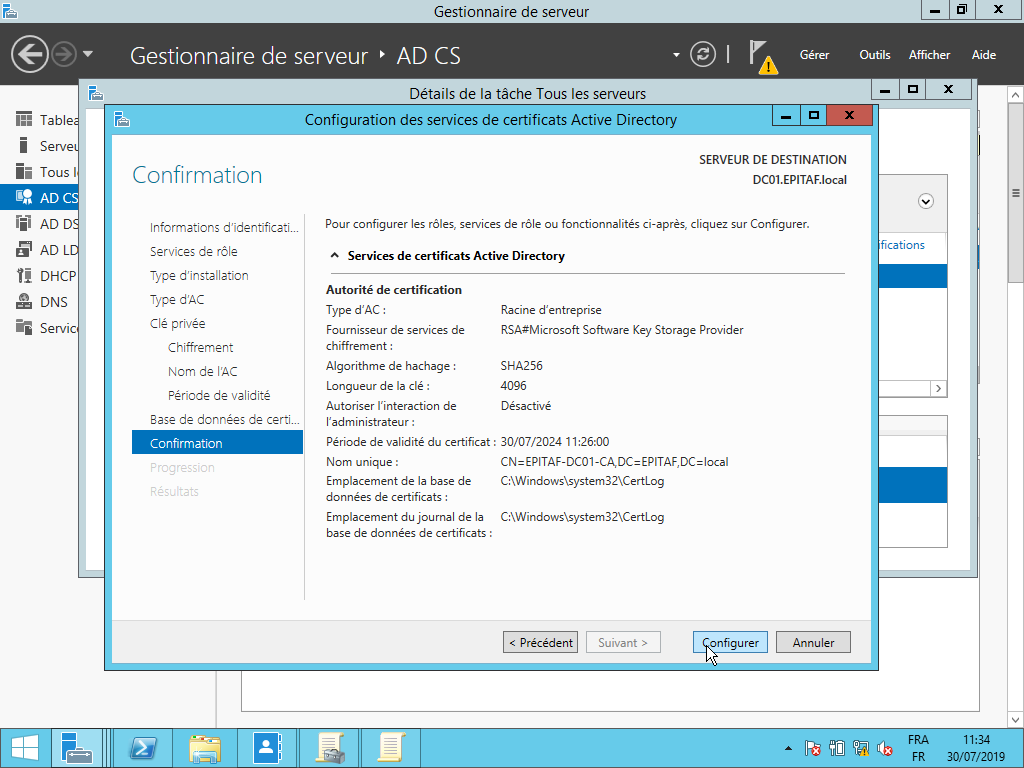 Gestionnaire de serveur
Gestionnaire de serveur ‣ AD CS
Gérer
Outils
Afficher
Aide
Détails de la tâche Tous les serveurs
Configuration des services de certificats Active Directory
AD CS
AD DS
DHCP
DNS
Confirmation
SERVEUR DE DESTINATION
DC01.EPITAF.local
Informations d'identificati...
Services de rôle
Type d'installation
Type d'AC
Clé privée
Chiffrement
Nom de l'AC
Période de validité
Base de données de certi...
Confirmation
Progression
Résultats
Pour configurer les rôles, services de rôle ou fonctionnalités ci-après, cliquez sur Configurer.
Services de certificats Active Directory
Autorité de certification
Type d'AC : Racine d'entreprise
Fournisseur de services de RSA#Microsoft Software Key Storage Provider
chiffrement :
Algorithme de hachage : SHA256
Longueur de la clé : 4096
Autoriser l'interaction de Désactivé
l'administrateur :
Période de validité du certificat : 30/07/2024 11:26:00
Nom unique : CN=EPITAF-DC01-CA,DC=EPITAF,DC=local
Emplacement de la base de C:\Windows\system32\CertLog
données de certificats :
Emplacement du journal de la C:\Windows\system32\CertLog
base de données de certificats :
< Précédent
Suivant >
Configurer
Annuler
FRA
FR
11:34
30/07/2019